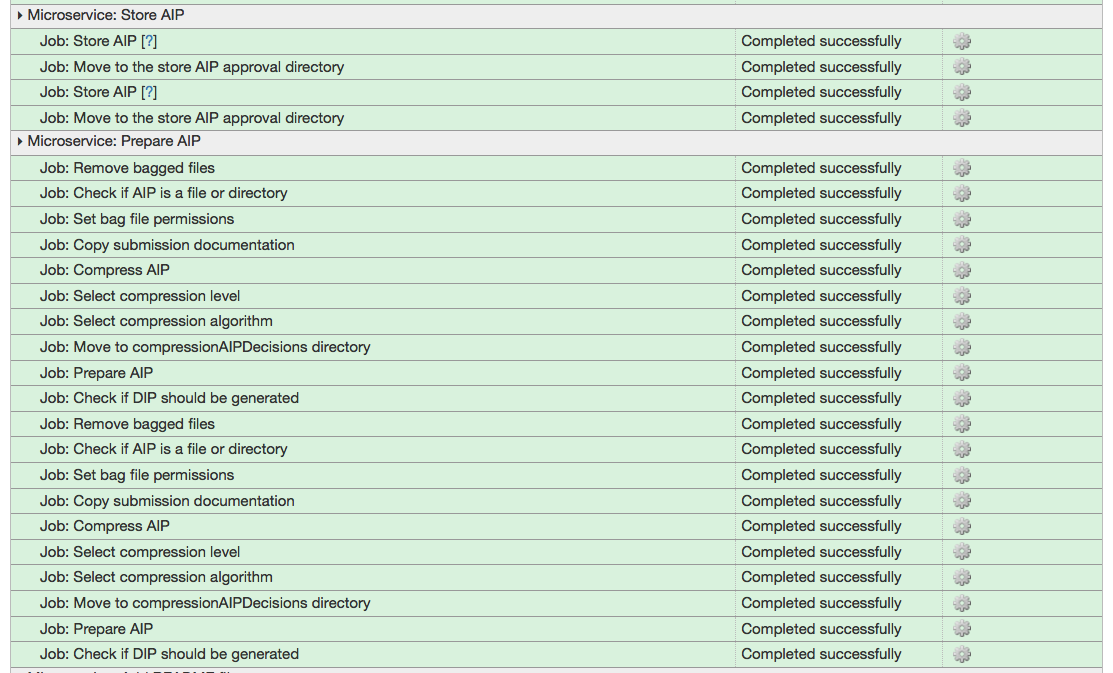 Microservice: Store AIP
Job: Store AIP [?] Completed successfully
Job: Move to the store AIP approval directory Completed successfully
Job: Store AIP [?] Completed successfully
Job: Move to the store AIP approval directory Completed successfully
Microservice: Prepare AIP
Job: Remove bagged files Completed successfully
Job: Check if AIP is a file or directory Completed successfully
Job: Set bag file permissions Completed successfully
Job: Copy submission documentation Completed successfully
Job: Compress AIP Completed successfully
Job: Select compression level Completed successfully
Job: Select compression algorithm Completed successfully
Job: Move to compressionAIPDecisions directory Completed successfully
Job: Prepare AIP Completed successfully
Job: Check if DIP should be generated Completed successfully
Job: Remove bagged files Completed successfully
Job: Check if AIP is a file or directory Completed successfully
Job: Set bag file permissions Completed successfully
Job: Copy submission documentation Completed successfully
Job: Compress AIP Completed successfully
Job: Select compression level Completed successfully
Job: Select compression algorithm Completed successfully
Job: Move to compressionAIPDecisions directory Completed successfully
Job: Prepare AIP Completed successfully
Job: Check if DIP should be generated Completed successfully